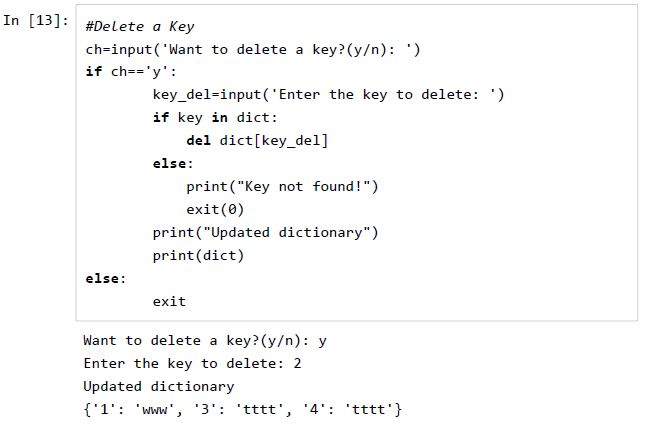 In [13]: #Delete a Key
ch=input('Want to delete a key?(y/n): ')
if ch=='y':
        key_del=input('Enter the key to delete: ')
        if key in dict:
            del dict[key_del]
        else:
            print("Key not found!")
            exit(0)
        print("Updated dictionary")
        print(dict)
else:
        exit
Want to delete a key?(y/n): y
Enter the key to delete: 2
Updated dictionary
{'1': 'www', '3': 'tttt', '4': 'tttt'}